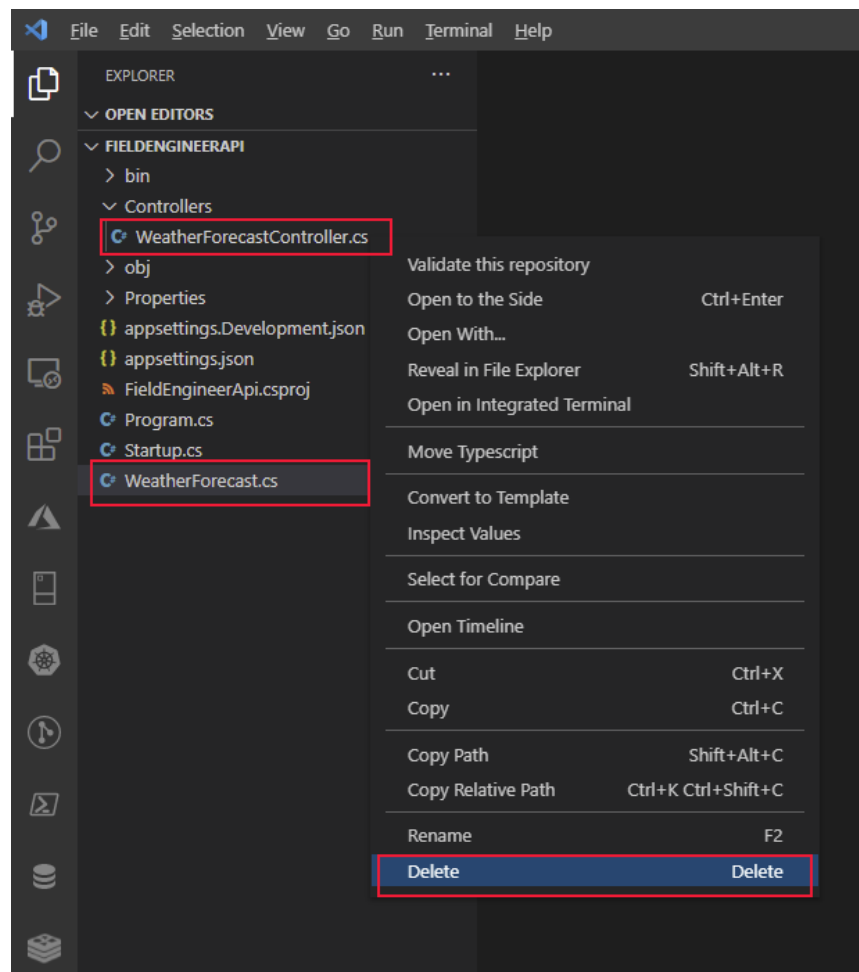 File Edit Selection View Go Run Terminal Help
EXPLORER ...
OPEN EDITORS
FIELDENGINEERAPI
bin
Controllers
C# WeatherForecastController.cs
obj
Properties
{} appsettings.Development.json
{} appsettings.json
FieldEngineerApi.csproj
C# Program.cs
C# Startup.cs
C# WeatherForecast.cs
Validate this repository
Open to the Side Ctrl+Enter
Open With...
Reveal in File Explorer Shift+Alt+R
Open in Integrated Terminal
Move Typescript
Convert to Template
Inspect Values
Select for Compare
Open Timeline
Cut Ctrl+X
Copy Ctrl+C
Copy Path Shift+Alt+C
Copy Relative Path Ctrl+K Ctrl+Shift+C
Rename F2
Delete Delete